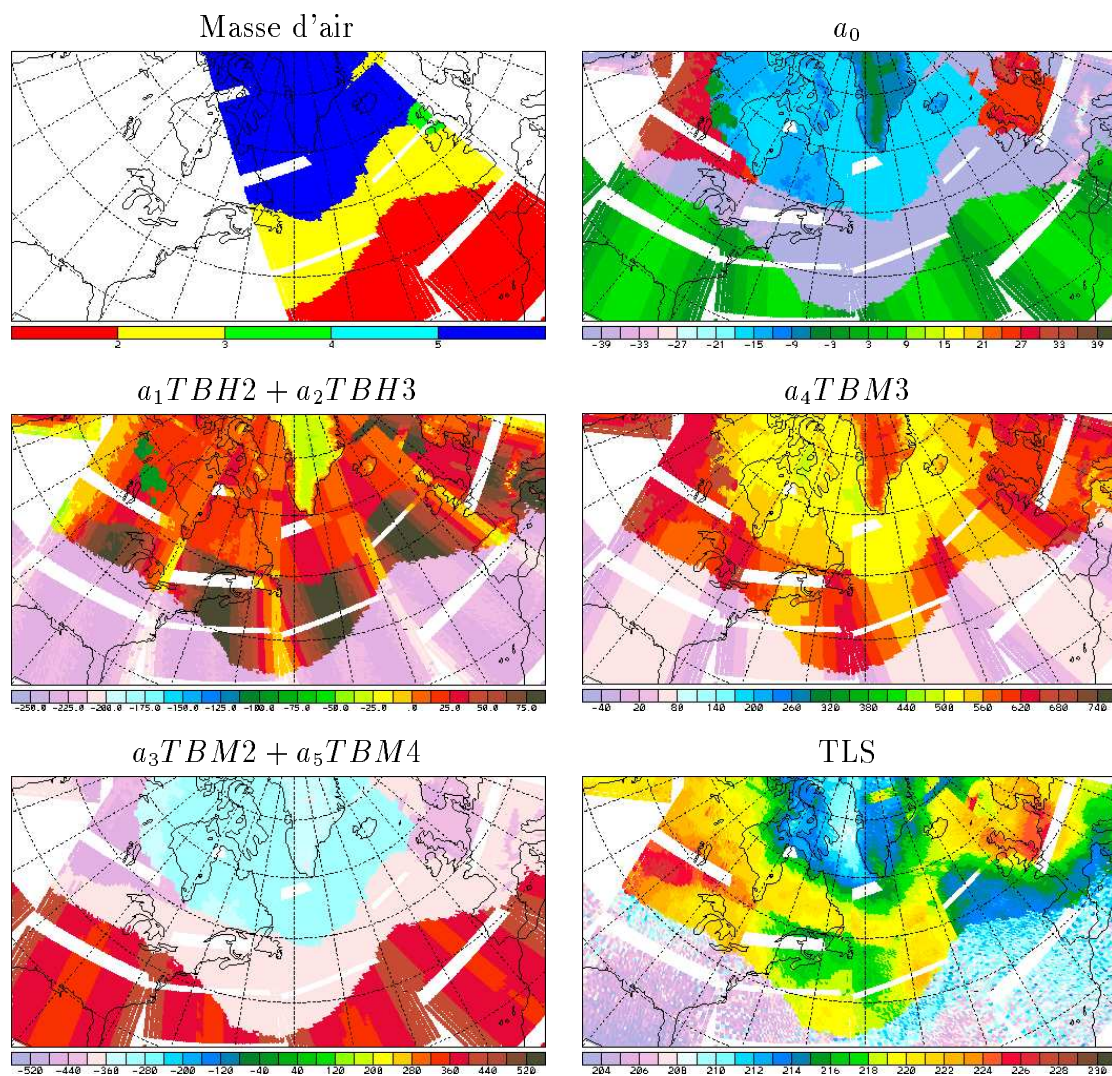 Masse d'air
a₀
2 3 4 5
-39 -33 -27 -21 -15 -9 -3 3 9 15 21 27 33 39
a₁TBH2 + a₂TBH3
a₄TBM3
-250.0 -225.0 -200.0 -175.0 -150.0 -125.0 -100.0 -75.0 -50.0 -25.0 .0 25.0 50.0 75.0
-40 20 80 140 200 260 320 380 440 500 560 620 680 740
a₃TBM2 + a₅TBM4
TLS
-520 -440 -360 -280 -200 -120 -40 40 120 200 280 360 440 520
204 206 208 210 212 214 216 218 220 222 224 226 228 230